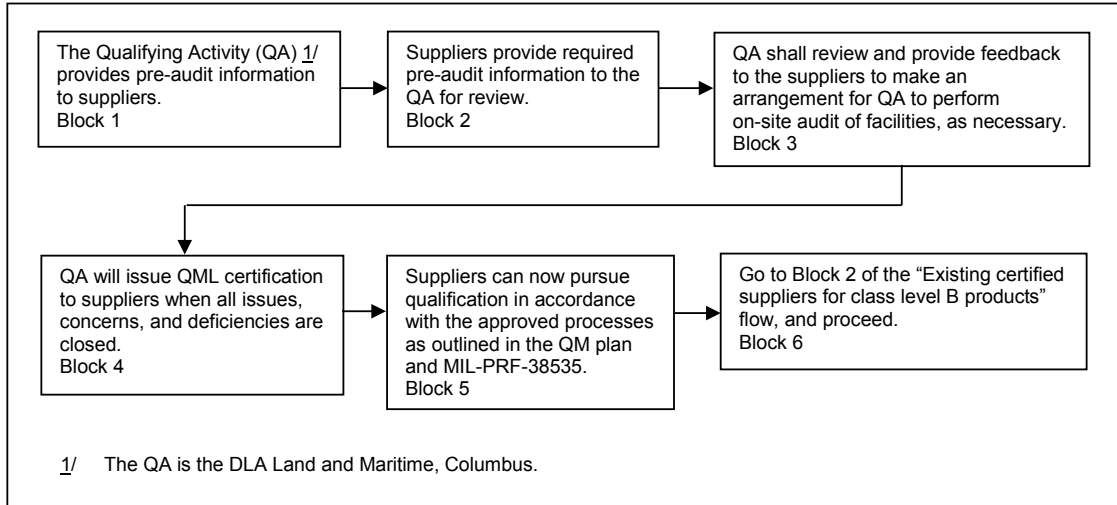 The Qualifying Activity (QA) 1/
provides pre-audit information
to suppliers.
Block 1
Suppliers provide required
pre-audit information to the
QA for review.
Block 2
QA shall review and provide feedback
to the suppliers to make an
arrangement for QA to perform
on-site audit of facilities, as necessary.
Block 3
QA will issue QML certification
to suppliers when all issues,
concerns, and deficiencies are
closed.
Block 4
Suppliers can now pursue
qualification in accordance
with the approved processes
as outlined in the QM plan
and MIL-PRF-38535.
Block 5
Go to Block 2 of the “Existing certified
suppliers for class level B products”
flow, and proceed.
Block 6
1/ The QA is the DLA Land and Maritime, Columbus.